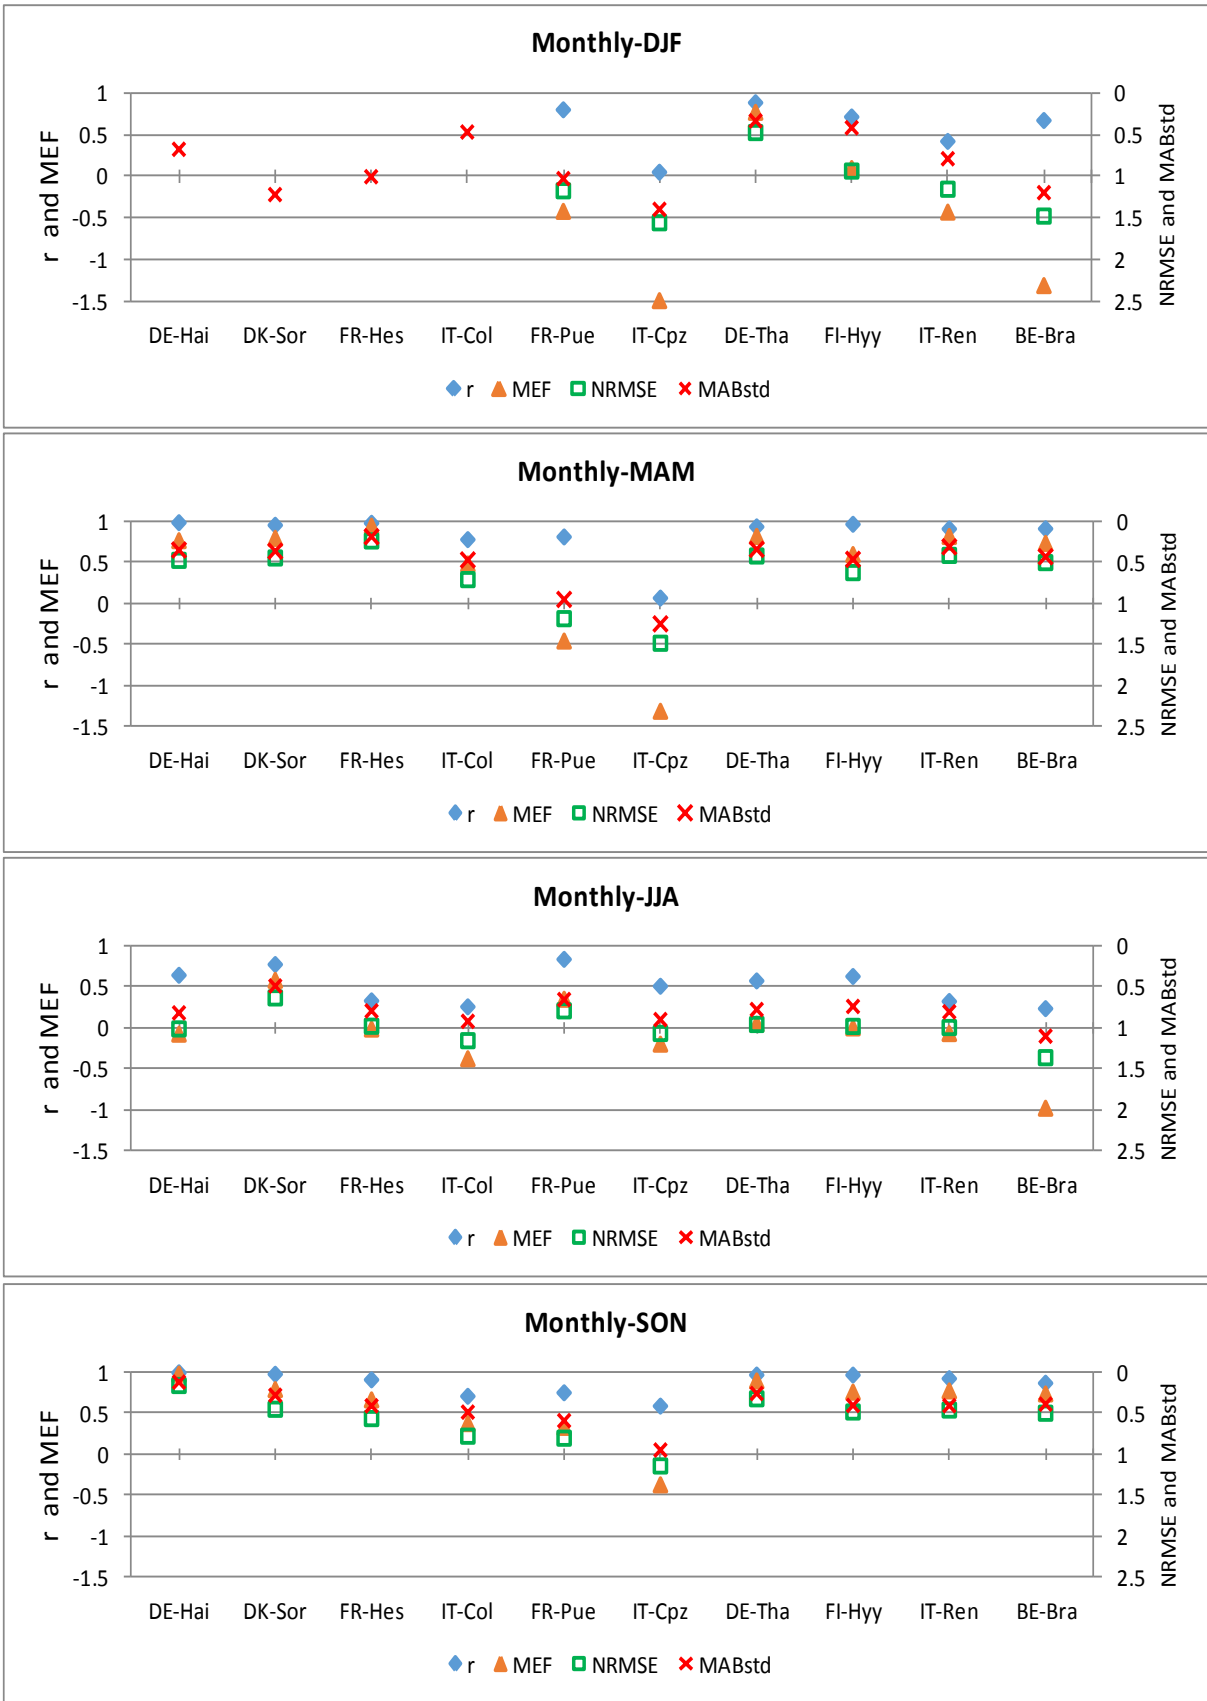 Monthly-DJF
r and MEF
1
0.5
0
-0.5
-1
-1.5
0
0.5
1
1.5
2
2.5
NRMSE and MABstd
DE-Hai DK-Sor FR-Hes IT-Col FR-Pue IT-Cpz DE-Tha FI-Hyy IT-Ren BE-Bra
r MEF NRMSE MABstd
Monthly-MAM
r and MEF
1
0.5
0
-0.5
-1
-1.5
0
0.5
1
1.5
2
2.5
NRMSE and MABstd
DE-Hai DK-Sor FR-Hes IT-Col FR-Pue IT-Cpz DE-Tha FI-Hyy IT-Ren BE-Bra
r MEF NRMSE MABstd
Monthly-JJA
r and MEF
1
0.5
0
-0.5
-1
-1.5
0
0.5
1
1.5
2
2.5
NRMSE and MABstd
DE-Hai DK-Sor FR-Hes IT-Col FR-Pue IT-Cpz DE-Tha FI-Hyy IT-Ren BE-Bra
r MEF NRMSE MABstd
Monthly-SON
r and MEF
1
0.5
0
-0.5
-1
-1.5
0
0.5
1
1.5
2
2.5
NRMSE and MABstd
DE-Hai DK-Sor FR-Hes IT-Col FR-Pue IT-Cpz DE-Tha FI-Hyy IT-Ren BE-Bra
r MEF NRMSE MABstd